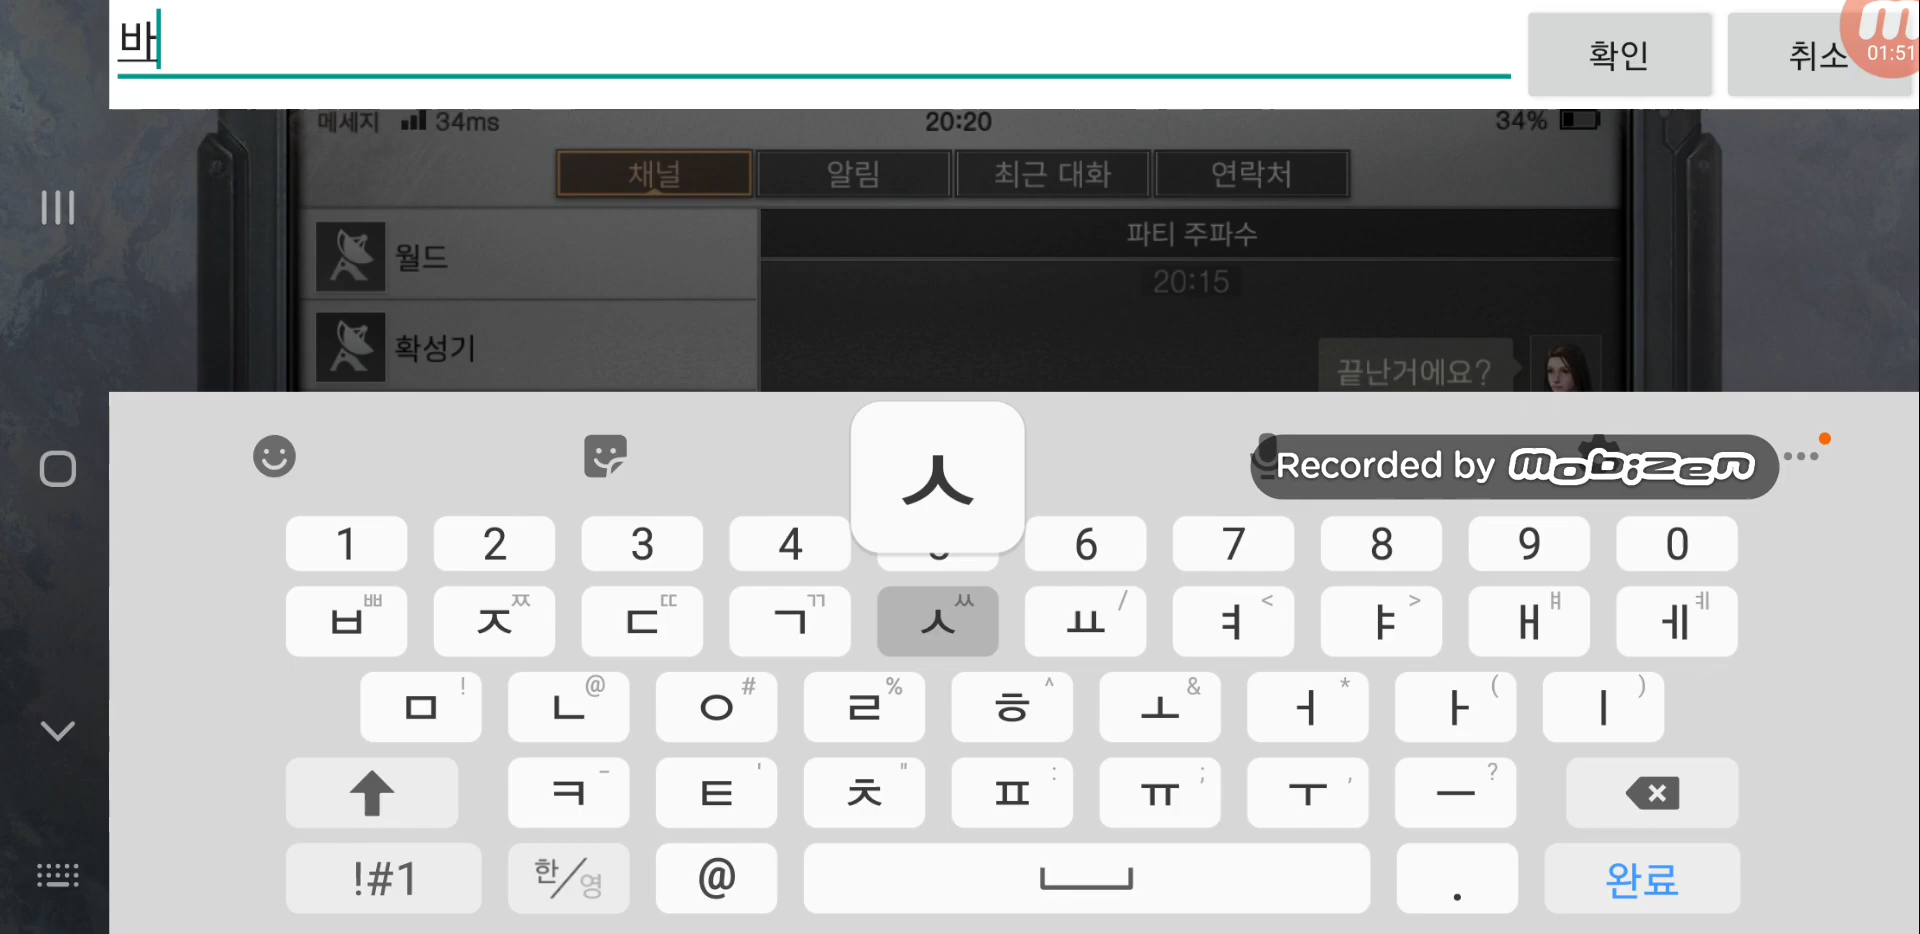 바
확인
취소
01:51
메세지 34ms
20:20
34%
채널
알림
최근 대화
연락처
월드
파티 주파수
20:15
확성기
끝난거에요?
ㅅ
Recorded by mobizen
1 2 3 4 6 7 8 9 0
ㅂ ㅃ ㅈ ㅉ ㄷ ㄸ ㄱ ㄲ ㅅ ㅆ ㅛ / ㅕ < ㅑ > ㅐ ㅒ ㅔ ㅖ
ㅁ ! ㄴ @ ㅇ # ㄹ % ㅎ ^ ㅗ & ㅓ * ㅏ ( ㅣ )
ㅋ - ㅌ ' ㅊ " ㅍ : ㅠ ; ㅜ , ㅡ ?
!#1 한/영 @ . 완료